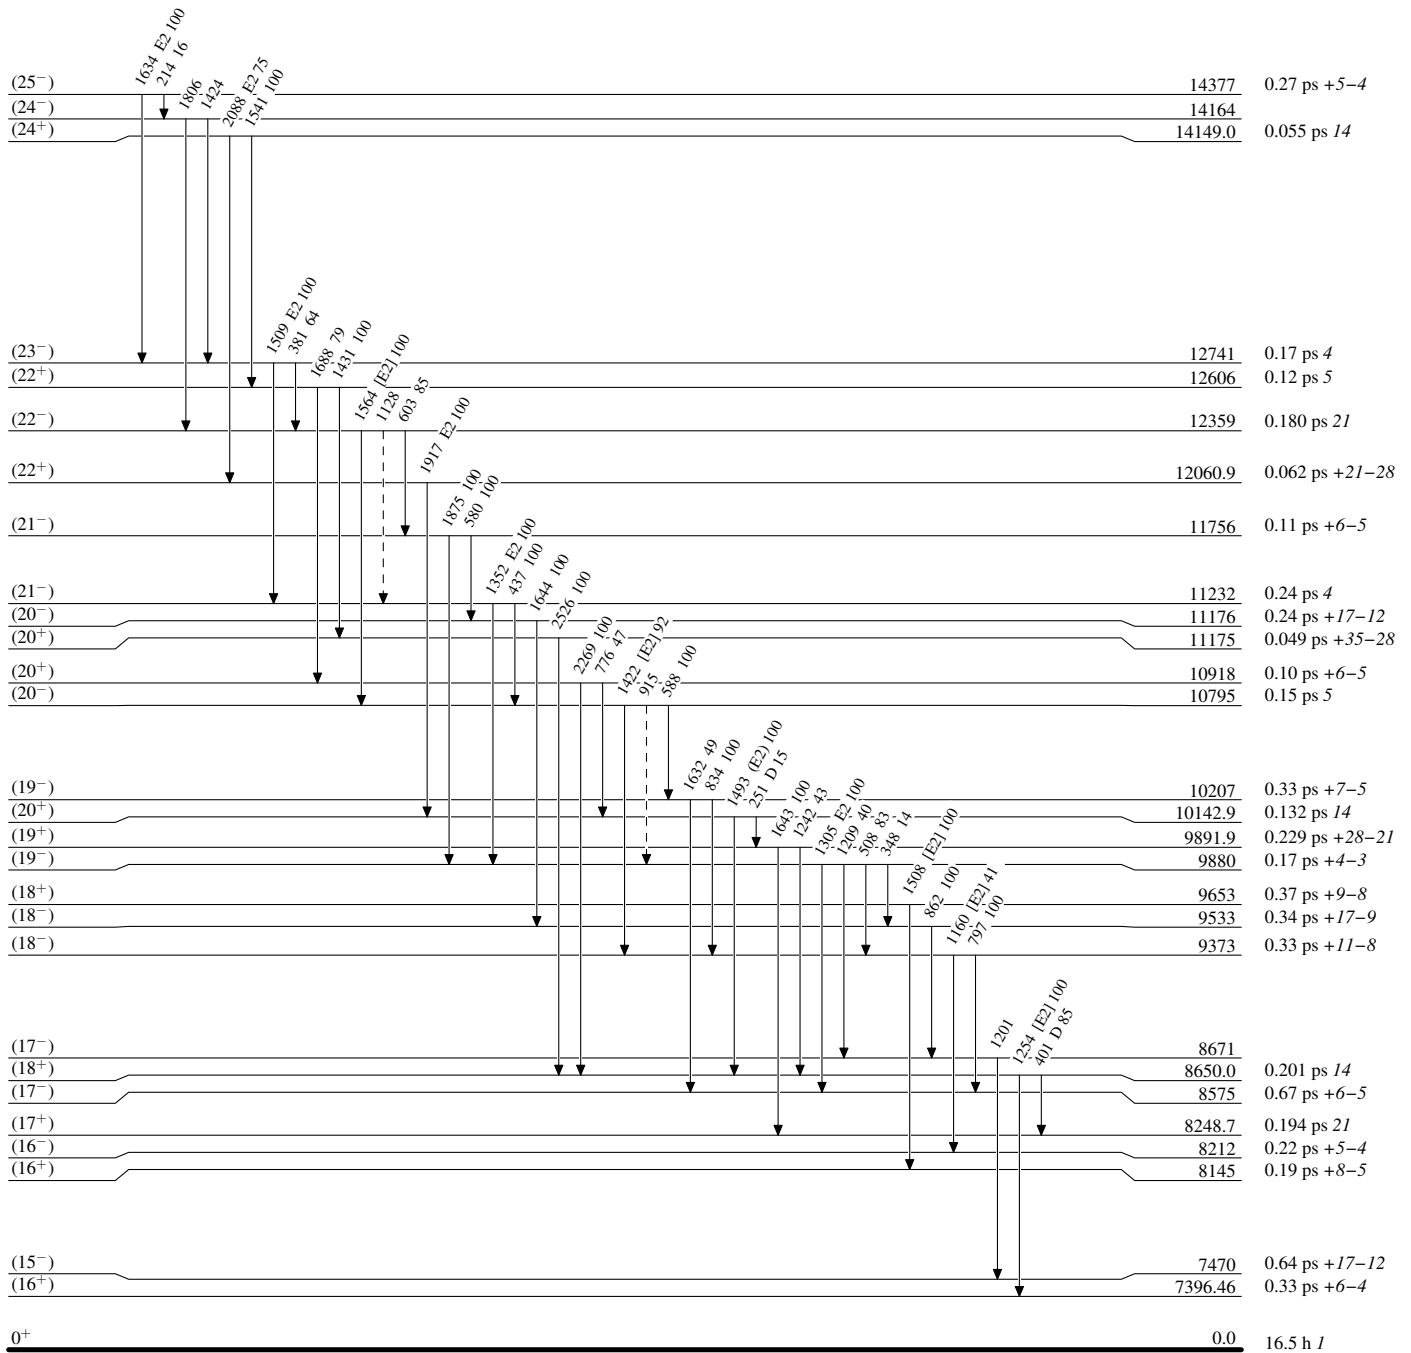 1634 E2 100
214 16
1806
1424
2088 E2 75
1541 100
(25−) 14377 0.27 ps +5−4
(24−) 14164
(24+) 14149.0 0.055 ps 14
1509 E2 100
381 64
1688 79
1431 100
1564 [E2] 100
1128
603 85
(23−) 12741 0.17 ps 4
(22+) 12606 0.12 ps 5
(22−) 12359 0.180 ps 21
1917 E2 100
(22+) 12060.9 0.062 ps +21−28
1875 100
580 100
(21−) 11756 0.11 ps +6−5
1352 E2 100
437 100
1644 100
2526 100
(21−) 11232 0.24 ps 4
(20−) 11176 0.24 ps +17−12
(20+) 11175 0.049 ps +35−28
2269 100
776 47
1422 [E2] 92
915
588 100
(20+) 10918 0.10 ps +6−5
(20−) 10795 0.15 ps 5
1632 49
834 100
1493 (E2) 100
251 D 15
1643 100
1242 43
1305 E2 100
1209 40
508 83
348 14
(19−) 10207 0.33 ps +7−5
(20+) 10142.9 0.132 ps 14
(19+) 9891.9 0.229 ps +28−21
(19−) 9880 0.17 ps +4−3
1508 [E2] 100
862 100
1160 [E2] 41
797 100
(18+) 9653 0.37 ps +9−8
(18−) 9533 0.34 ps +17−9
(18−) 9373 0.33 ps +11−8
1201
1254 [E2] 100
401 D 85
(17−) 8671
(18+) 8650.0 0.201 ps 14
(17−) 8575 0.67 ps +6−5
(17+) 8248.7 0.194 ps 21
(16−) 8212 0.22 ps +5−4
(16+) 8145 0.19 ps +8−5
(15−) 7470 0.64 ps +17−12
(16+) 7396.46 0.33 ps +6−4
0+ 0.0 16.5 h 1